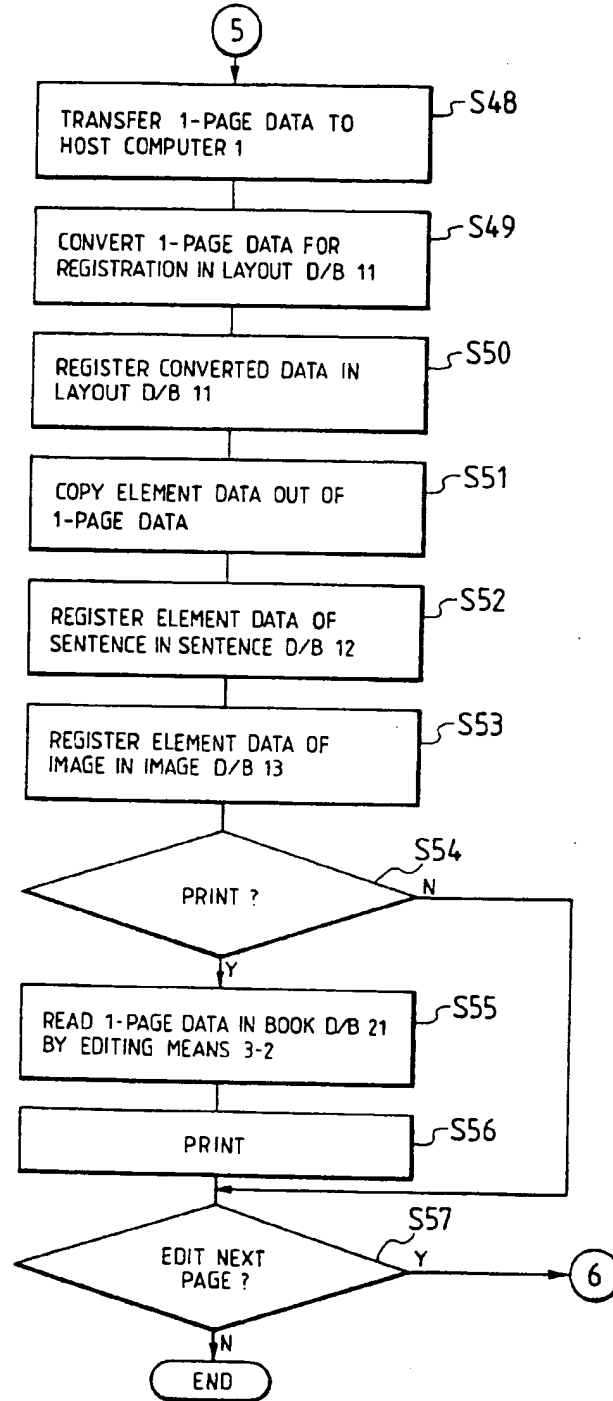 5
TRANSFER 1-PAGE DATA TO
HOST COMPUTER 1
S48
CONVERT 1-PAGE DATA FOR
REGISTRATION IN LAYOUT D/B 11
S49
REGISTER CONVERTED DATA IN
LAYOUT D/B 11
S50
COPY ELEMENT DATA OUT OF
1-PAGE DATA
S51
REGISTER ELEMENT DATA OF
SENTENCE IN SENTENCE D/B 12
S52
REGISTER ELEMENT DATA OF
IMAGE IN IMAGE D/B 13
S53
PRINT ?
S54
N
Y
READ 1-PAGE DATA IN BOOK D/B 21
BY EDITING MEANS 3-2
S55
PRINT
S56
EDIT NEXT
PAGE ?
S57
Y
6
N
END